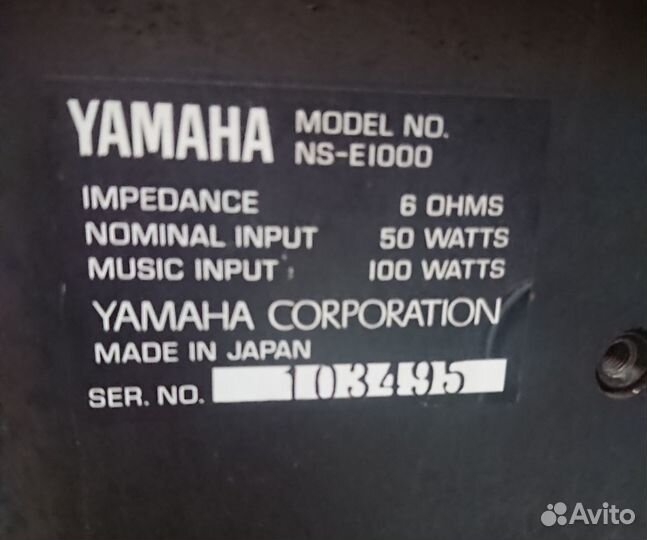 YAMAHA MODEL NO.
NS-E1000
IMPEDANCE 6 OHMS
NOMINAL INPUT 50 WATTS
MUSIC INPUT 100 WATTS
YAMAHA CORPORATION
MADE IN JAPAN
SER. NO. 103495
Avito